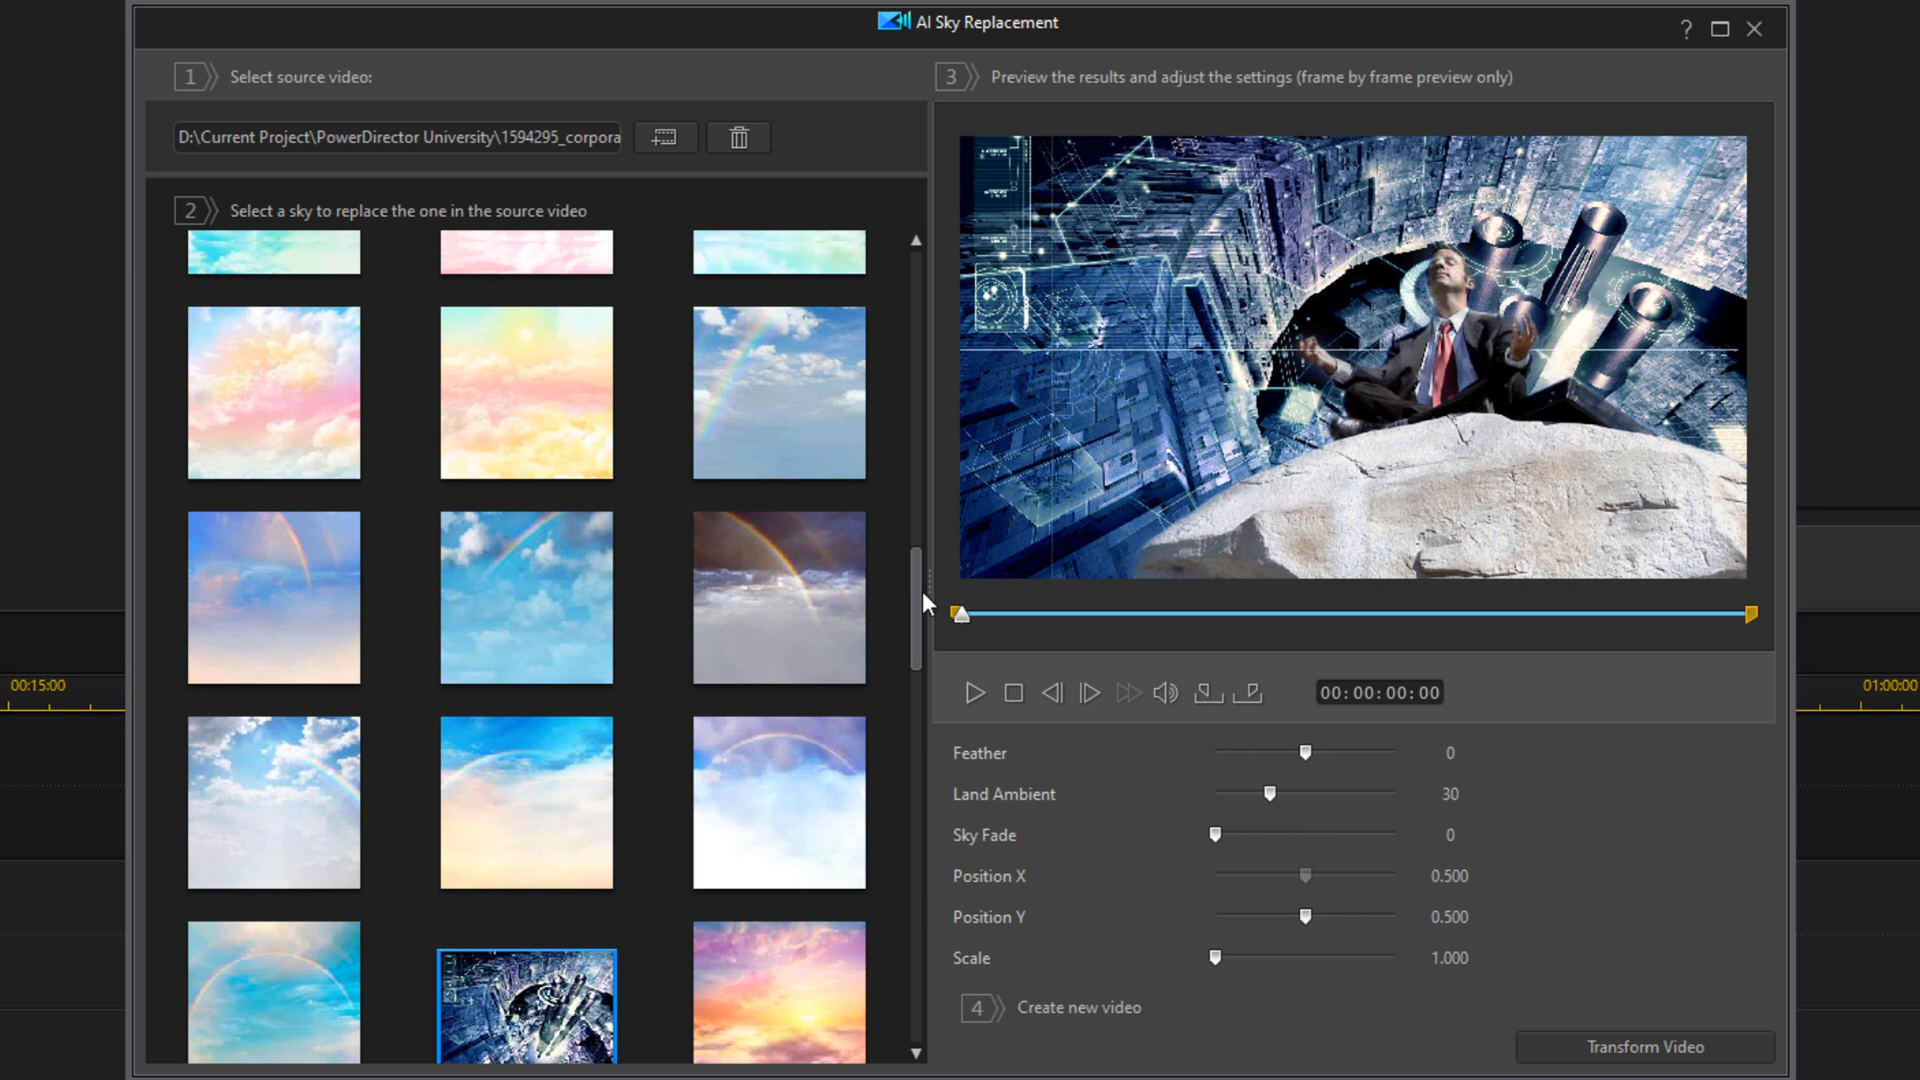 AI Sky Replacement
?
1 Select source video:
D:\Current Project\PowerDirector University\1594295_corpora
2 Select a sky to replace the one in the source video
3 Preview the results and adjust the settings (frame by frame preview only)
00:00:00:00
00:15:00
01:00:00
Feather 0
Land Ambient 30
Sky Fade 0
Position X 0.500
Position Y 0.500
Scale 1.000
4 Create new video
Transform Video